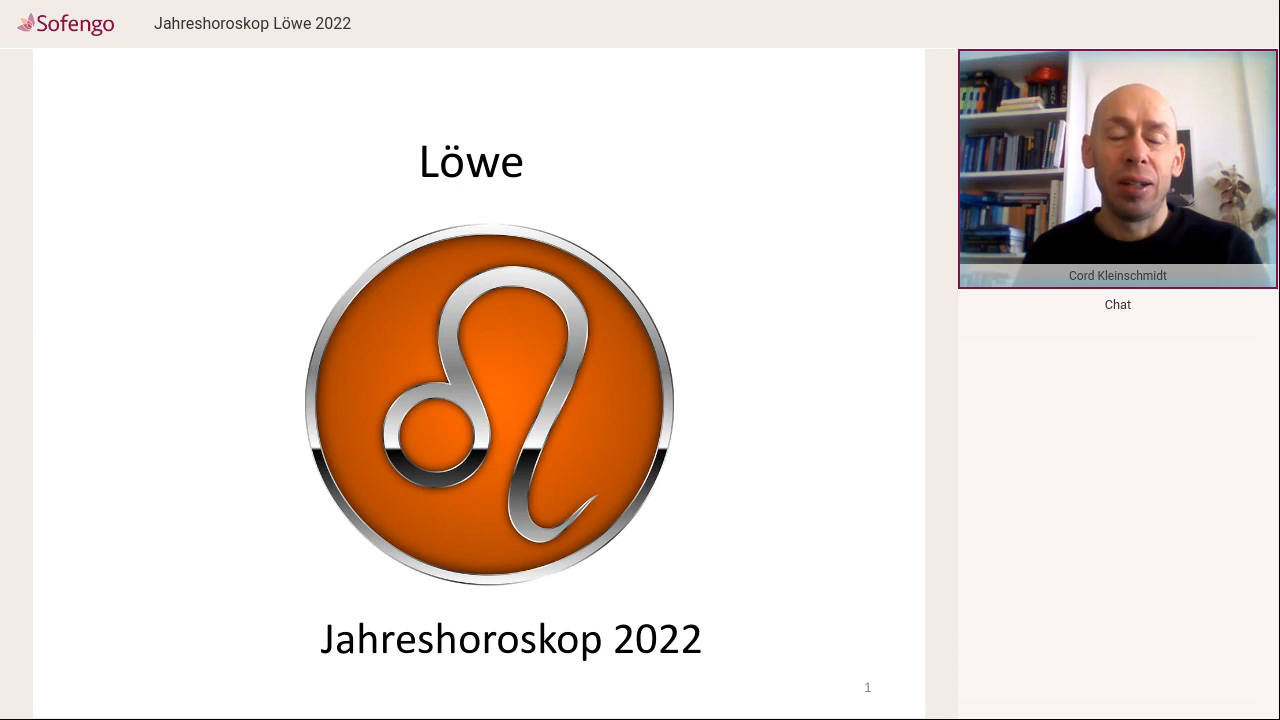 Sofengo
Jahreshoroskop Löwe 2022
Löwe
Jahreshoroskop 2022
1
Cord Kleinschmidt
Chat